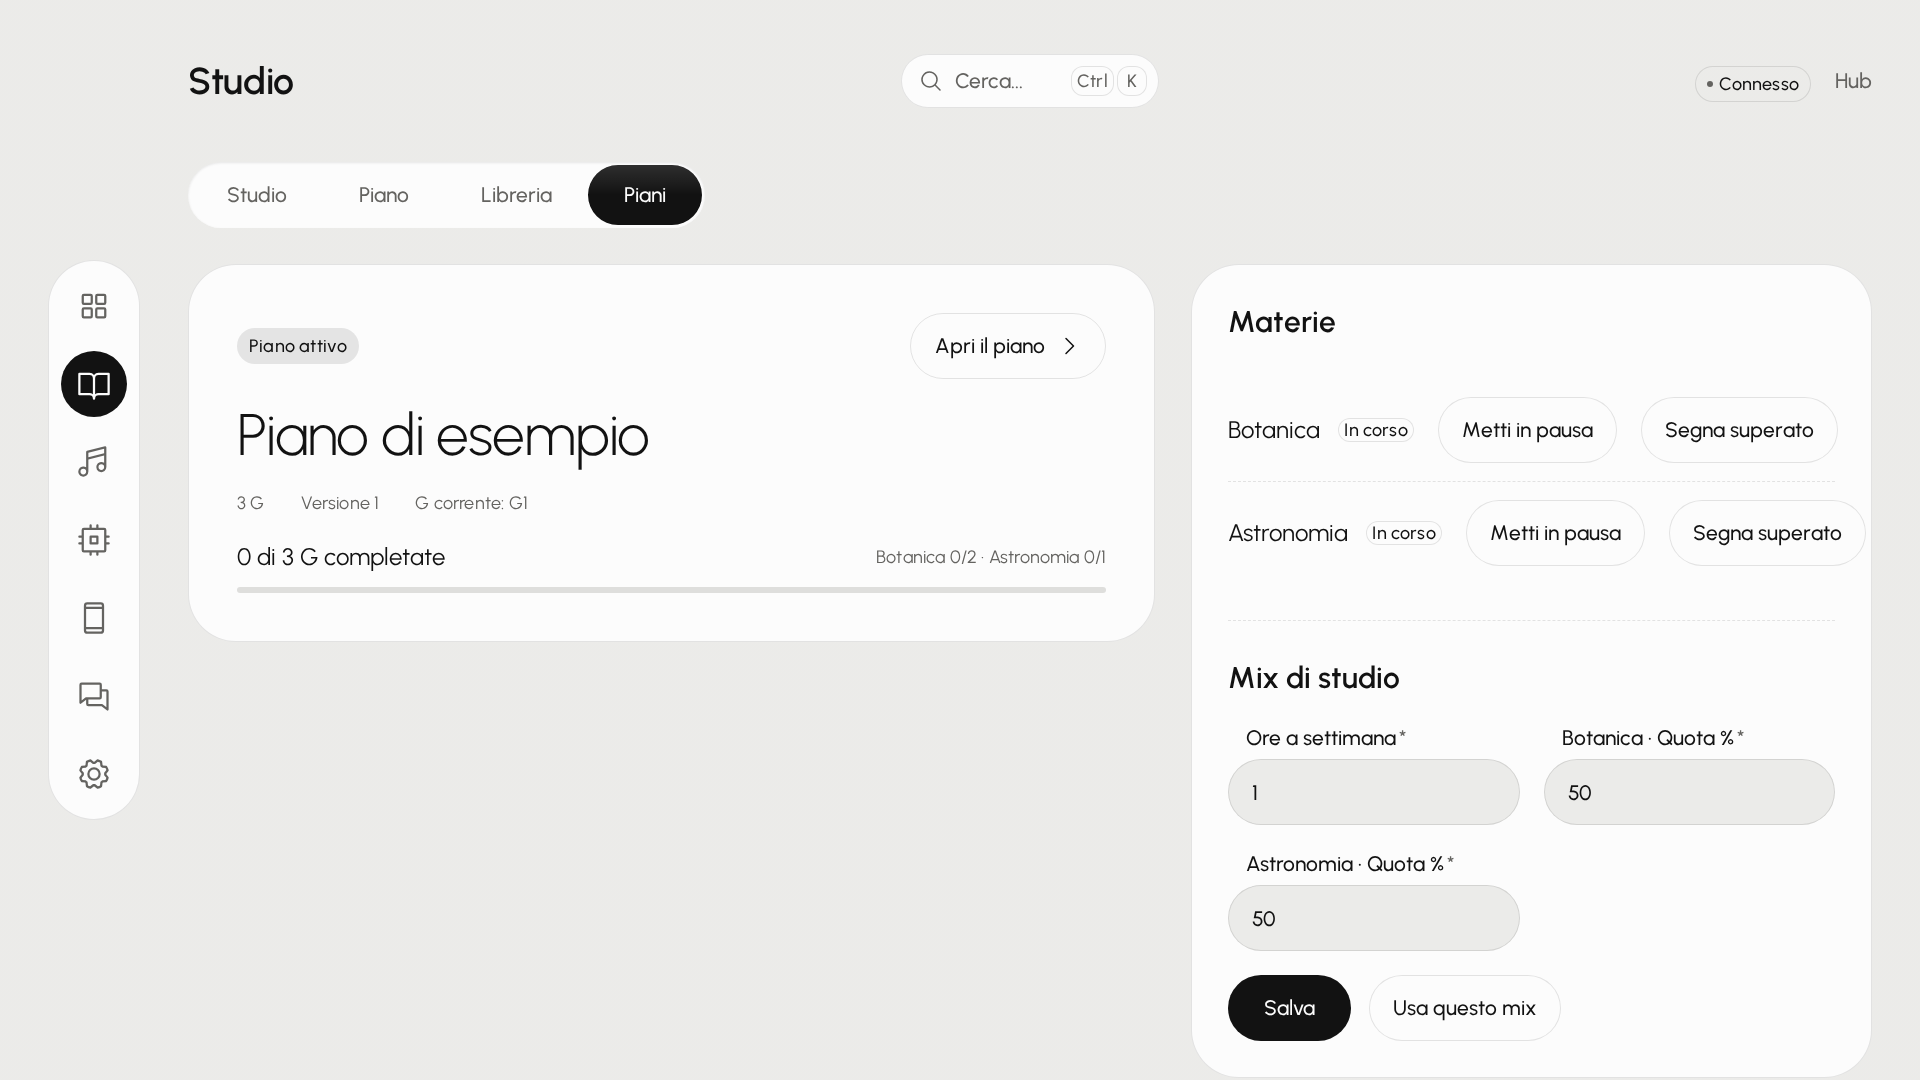 Studio
Cerca... Ctrl K
Connesso Hub
Studio Piano Libreria Piani
Piano attivo
Apri il piano
Piano di esempio
3 G Versione 1 G corrente: G1
0 di 3 G completate
Botanica 0/2 · Astronomia 0/1
Materie
Botanica In corso Metti in pausa Segna superato
Astronomia In corso Metti in pausa Segna superato
Mix di studio
Ore a settimana * Botanica · Quota % *
1 50
Astronomia · Quota % *
50
Salva Usa questo mix